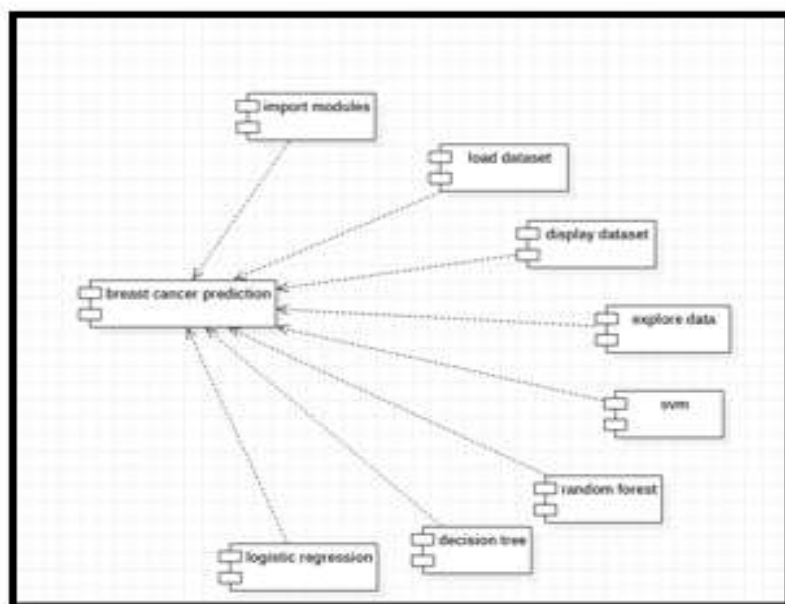 import modules
load dataset
display dataset
breast cancer prediction
explore data
svm
random forest
decision tree
logistic regression